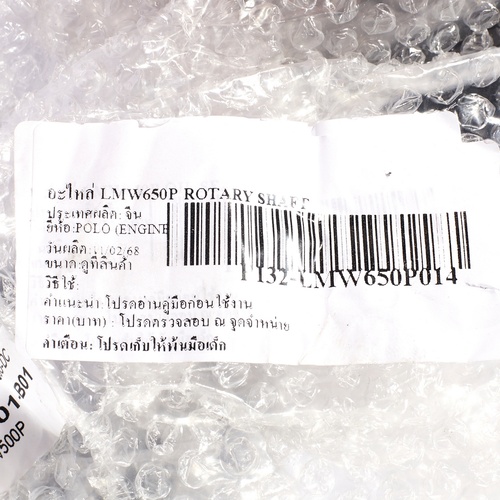 อะไหล่ LMW650P ROTARY SHAFT
ประเทศผลิต: จีน
ยี่ห้อ:POLO (ENGINE
วันผลิต:11/02/68
ขนาด:ดูที่สินค้า
132-LMW650P014
วิธีใช้:
คำแนะนำ: โปรดอ่านคู่มือก่อนใช้งาน
ราคา(บาท) : โปรดตรวจสอบ ณ จุดจำหน่าย
คำเตือน: โปรดเก็บให้พ้นมือเด็ก
01-B01
500P